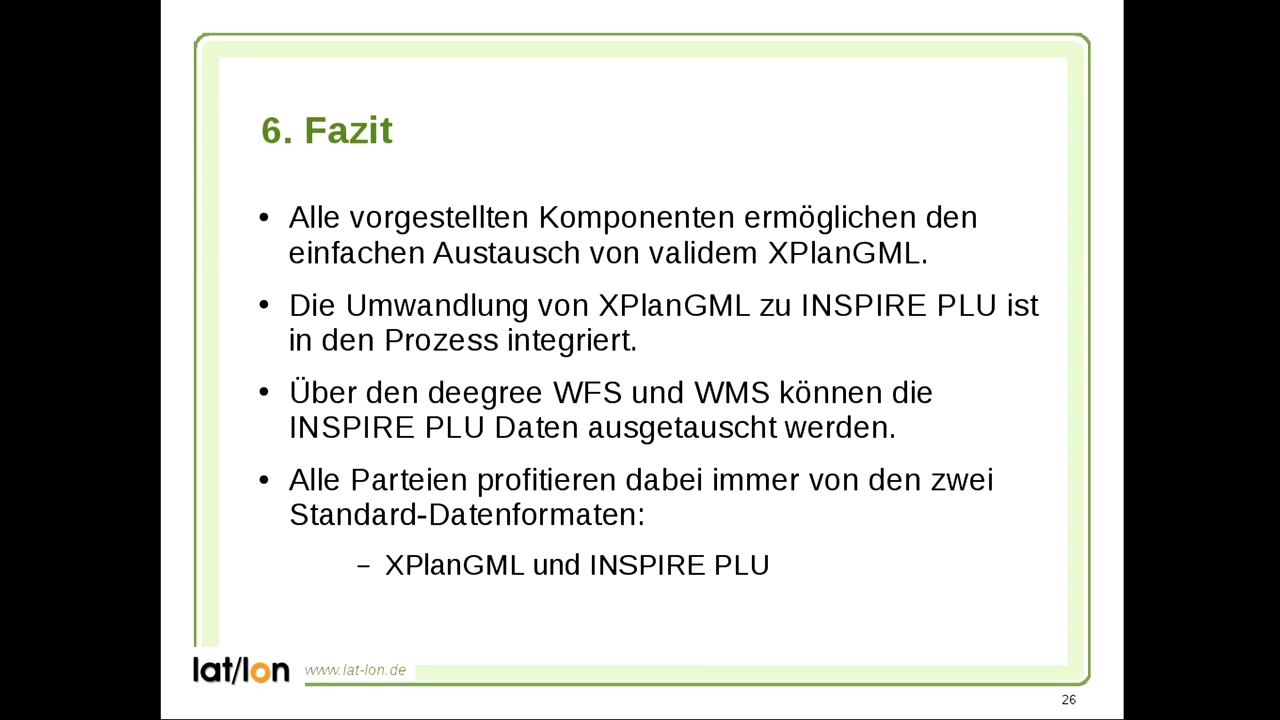 6. Fazit
• Alle vorgestellten Komponenten ermöglichen den
einfachen Austausch von validem XPlanGML.
• Die Umwandlung von XPlanGML zu INSPIRE PLU ist
in den Prozess integriert.
• Über den deegree WFS und WMS können die
INSPIRE PLU Daten ausgetauscht werden.
• Alle Parteien profitieren dabei immer von den zwei
Standard-Datenformaten:
– XPlanGML und INSPIRE PLU
lat/lon www.lat-lon.de
26